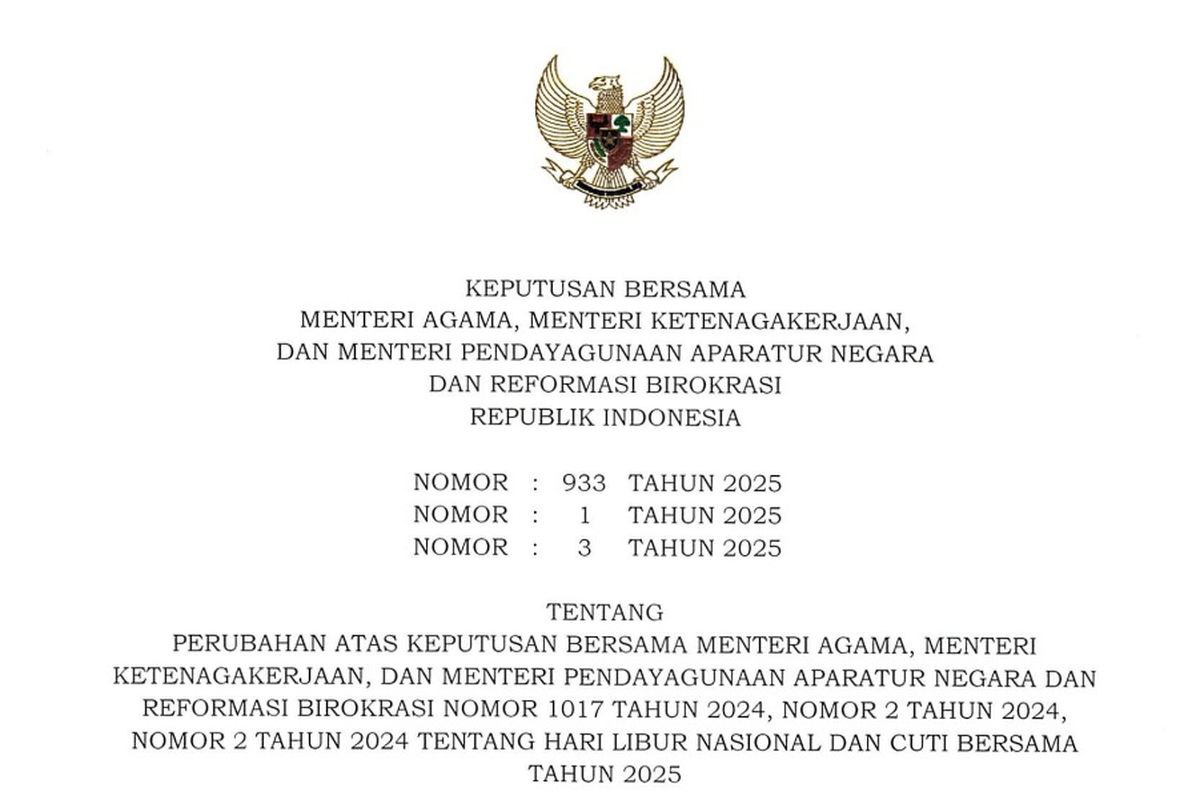 KEPUTUSAN BERSAMA
MENTERI AGAMA, MENTERI KETENAGAKERJAAN,
DAN MENTERI PENDAYAGUNAAN APARATUR NEGARA
DAN REFORMASI BIROKRASI
REPUBLIK INDONESIA
NOMOR : 933 TAHUN 2025
NOMOR : 1 TAHUN 2025
NOMOR : 3 TAHUN 2025
TENTANG
PERUBAHAN ATAS KEPUTUSAN BERSAMA MENTERI AGAMA, MENTERI
KETENAGAKERJAAN, DAN MENTERI PENDAYAGUNAAN APARATUR NEGARA DAN
REFORMASI BIROKRASI NOMOR 1017 TAHUN 2024, NOMOR 2 TAHUN 2024,
NOMOR 2 TAHUN 2024 TENTANG HARI LIBUR NASIONAL DAN CUTI BERSAMA
TAHUN 2025